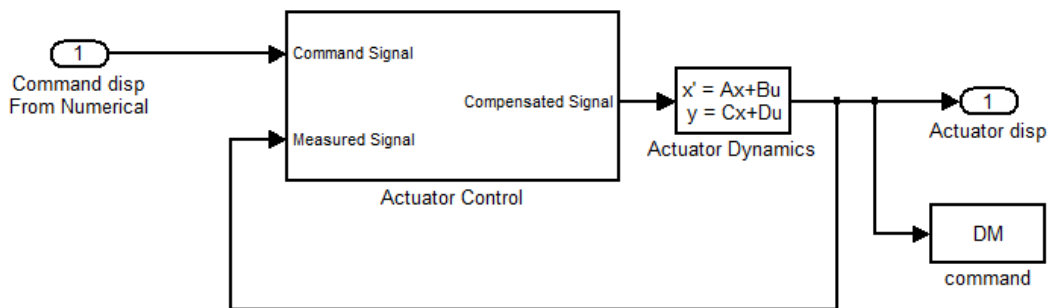 1
Command disp
From Numerical
Command Signal
Measured Signal
Compensated Signal
Actuator Control
x' = Ax+Bu
y = Cx+Du
Actuator Dynamics
1
Actuator disp
DM
command